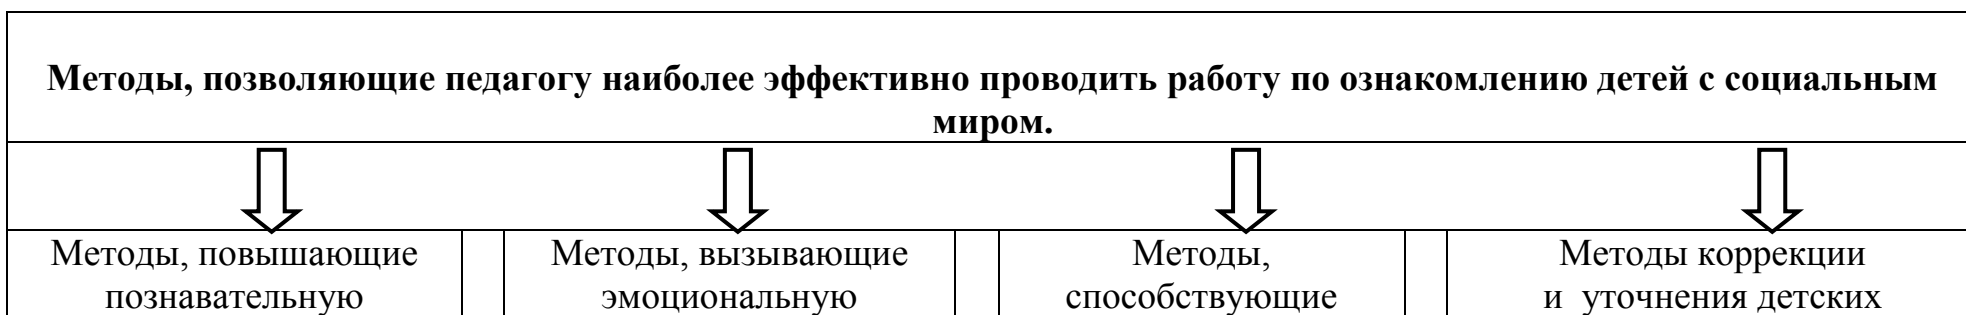 Методы, позволяющие педагогу наиболее эффективно проводить работу по ознакомлению детей с социальным
миром.
Методы, повышающие
познавательную
Методы, вызывающие
эмоциональную
Методы,
способствующие
Методы коррекции
и уточнения детских